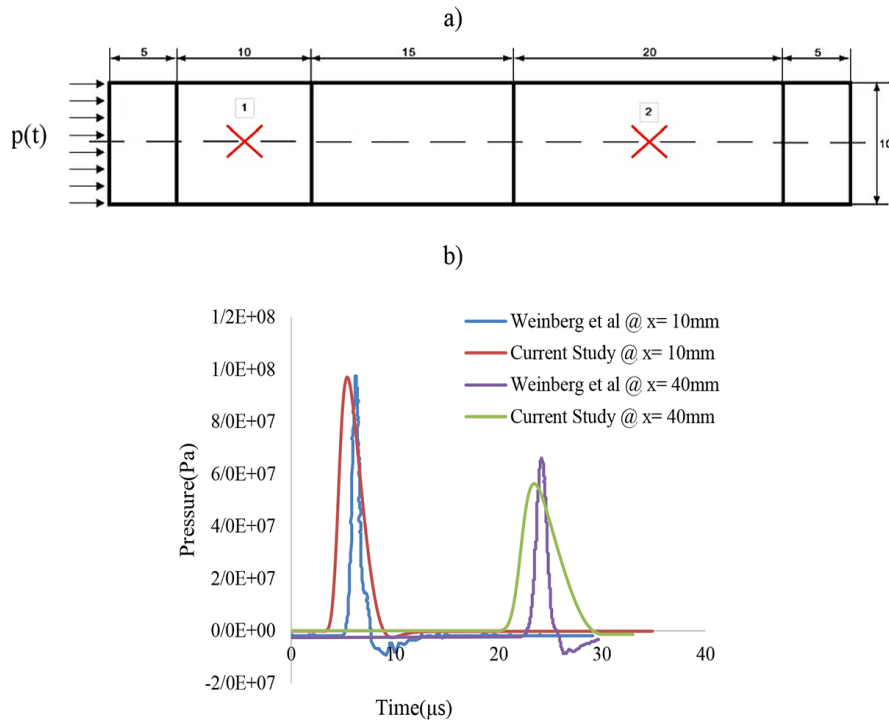 a)
5 10 15 20 5
1 2
p(t)
10
b)
1/2E+08
1/0E+08
8/0E+07
6/0E+07
4/0E+07
2/0E+07
0/0E+00
-2/0E+07
Pressure(Pa)
Weinberg et al @ x= 10mm
Current Study @ x= 10mm
Weinberg et al @ x= 40mm
Current Study @ x= 40mm
0 10 20 30 40
Time(μs)